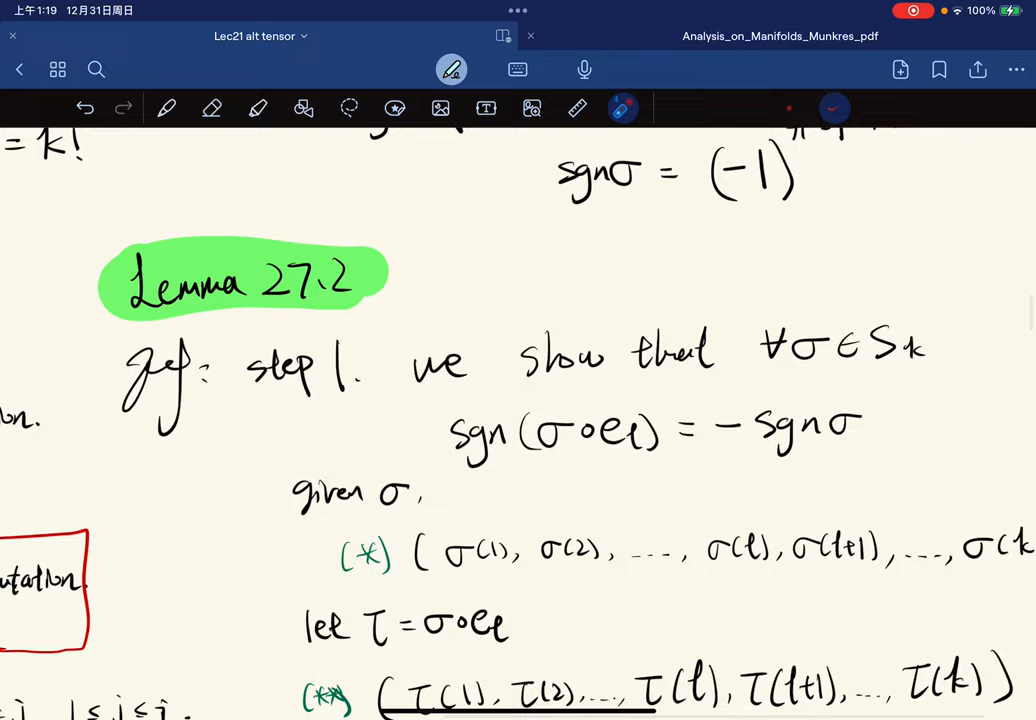 上午1:19 12月31日周日
100%
Lec21 alt tensor
Analysis_on_Manifolds_Munkres_pdf
= k!
sgnσ = (-1)
Lemma 27.2
step 1. we show that ∀σ∈Sk
sgn(σ∘eℓ) = - sgnσ
given σ,
(*) (σ(1), σ(2), ...., σ(ℓ), σ(ℓ+1), ..., σ(k
let τ = σ∘eℓ
(**) (τ(1), τ(2), ..., τ(ℓ), τ(ℓ+1), ..., τ(k))